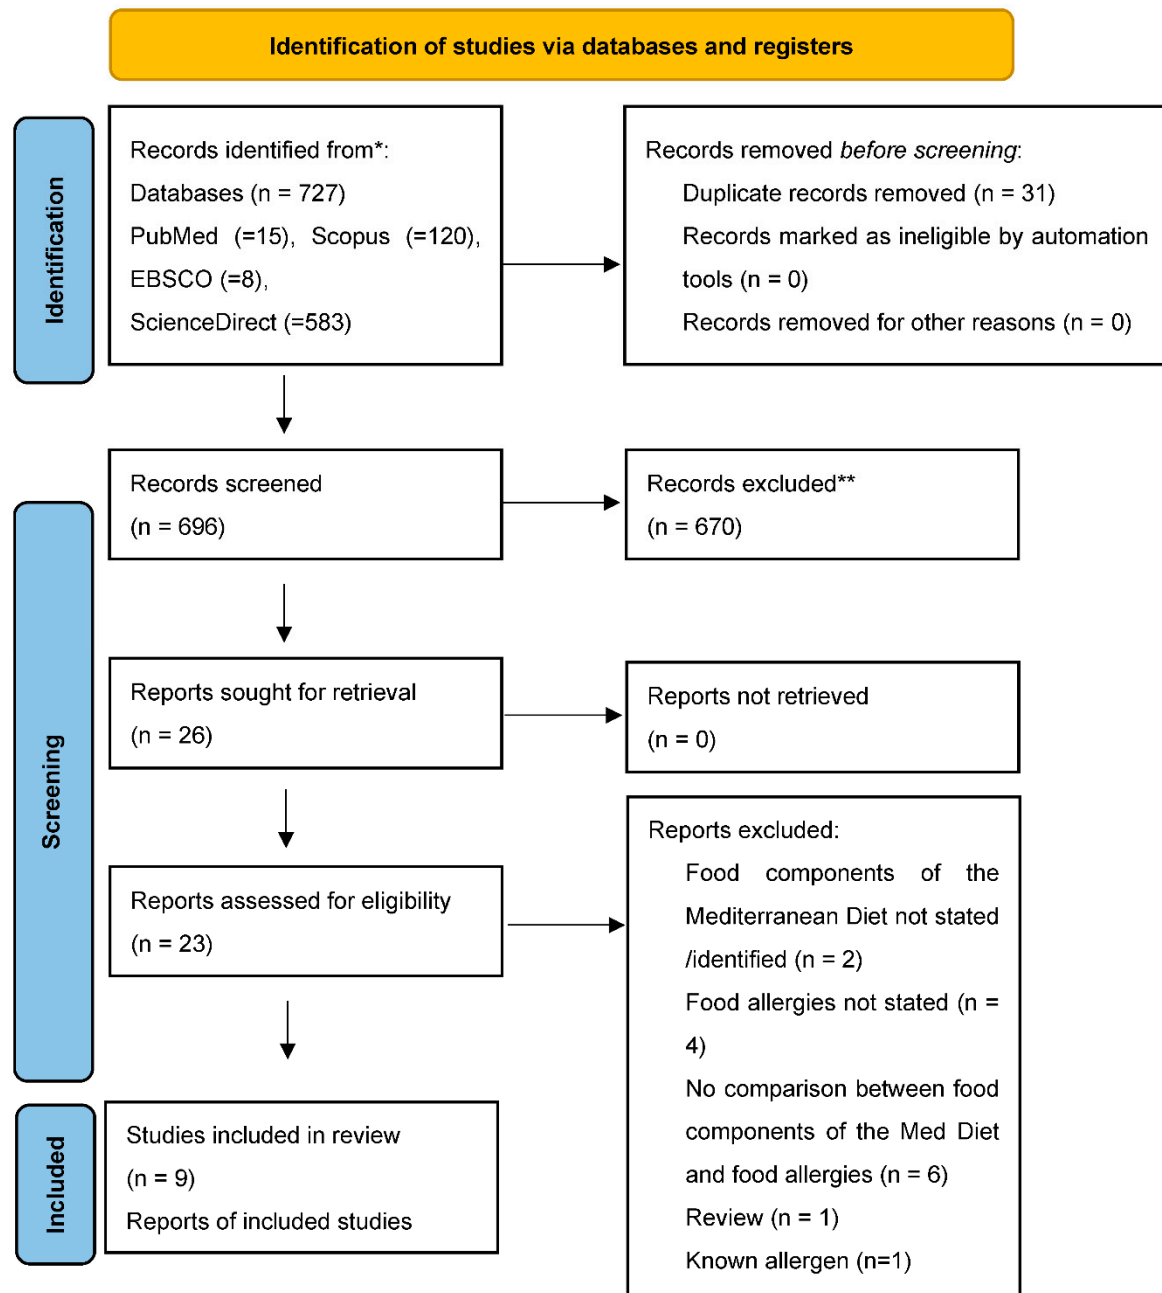 Identification of studies via databases and registers
Identification
Records identified from*:
Databases (n = 727)
PubMed (=15), Scopus (=120),
EBSCO (=8),
ScienceDirect (=583)
Records removed before screening:
Duplicate records removed (n = 31)
Records marked as ineligible by automation
tools (n = 0)
Records removed for other reasons (n = 0)
Screening
Records screened
(n = 696)
Records excluded**
(n = 670)
Reports sought for retrieval
(n = 26)
Reports not retrieved
(n = 0)
Reports assessed for eligibility
(n = 23)
Reports excluded:
Food components of the
Mediterranean Diet not stated
/identified (n = 2)
Food allergies not stated (n =
4)
No comparison between food
components of the Med Diet
and food allergies (n = 6)
Review (n = 1)
Known allergen (n=1)
Included
Studies included in review
(n = 9)
Reports of included studies